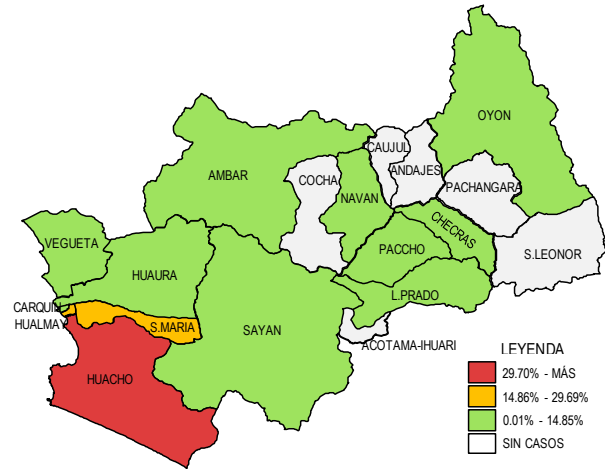 OYON
CAUJUL
ANDAJES
AMBAR
COCHA
NAVAN
PACHANGARA
CHECRAS
VEGUETA
PACCHO
S.LEONOR
HUAURA
L.PRADO
CARQUIN
HUALMAY
S.MARIA
SAYAN
ACOTAMA-IHUARI
HUACHO
LEYENDA
29.70% - MÁS
14.86% - 29.69%
0.01% - 14.85%
SIN CASOS